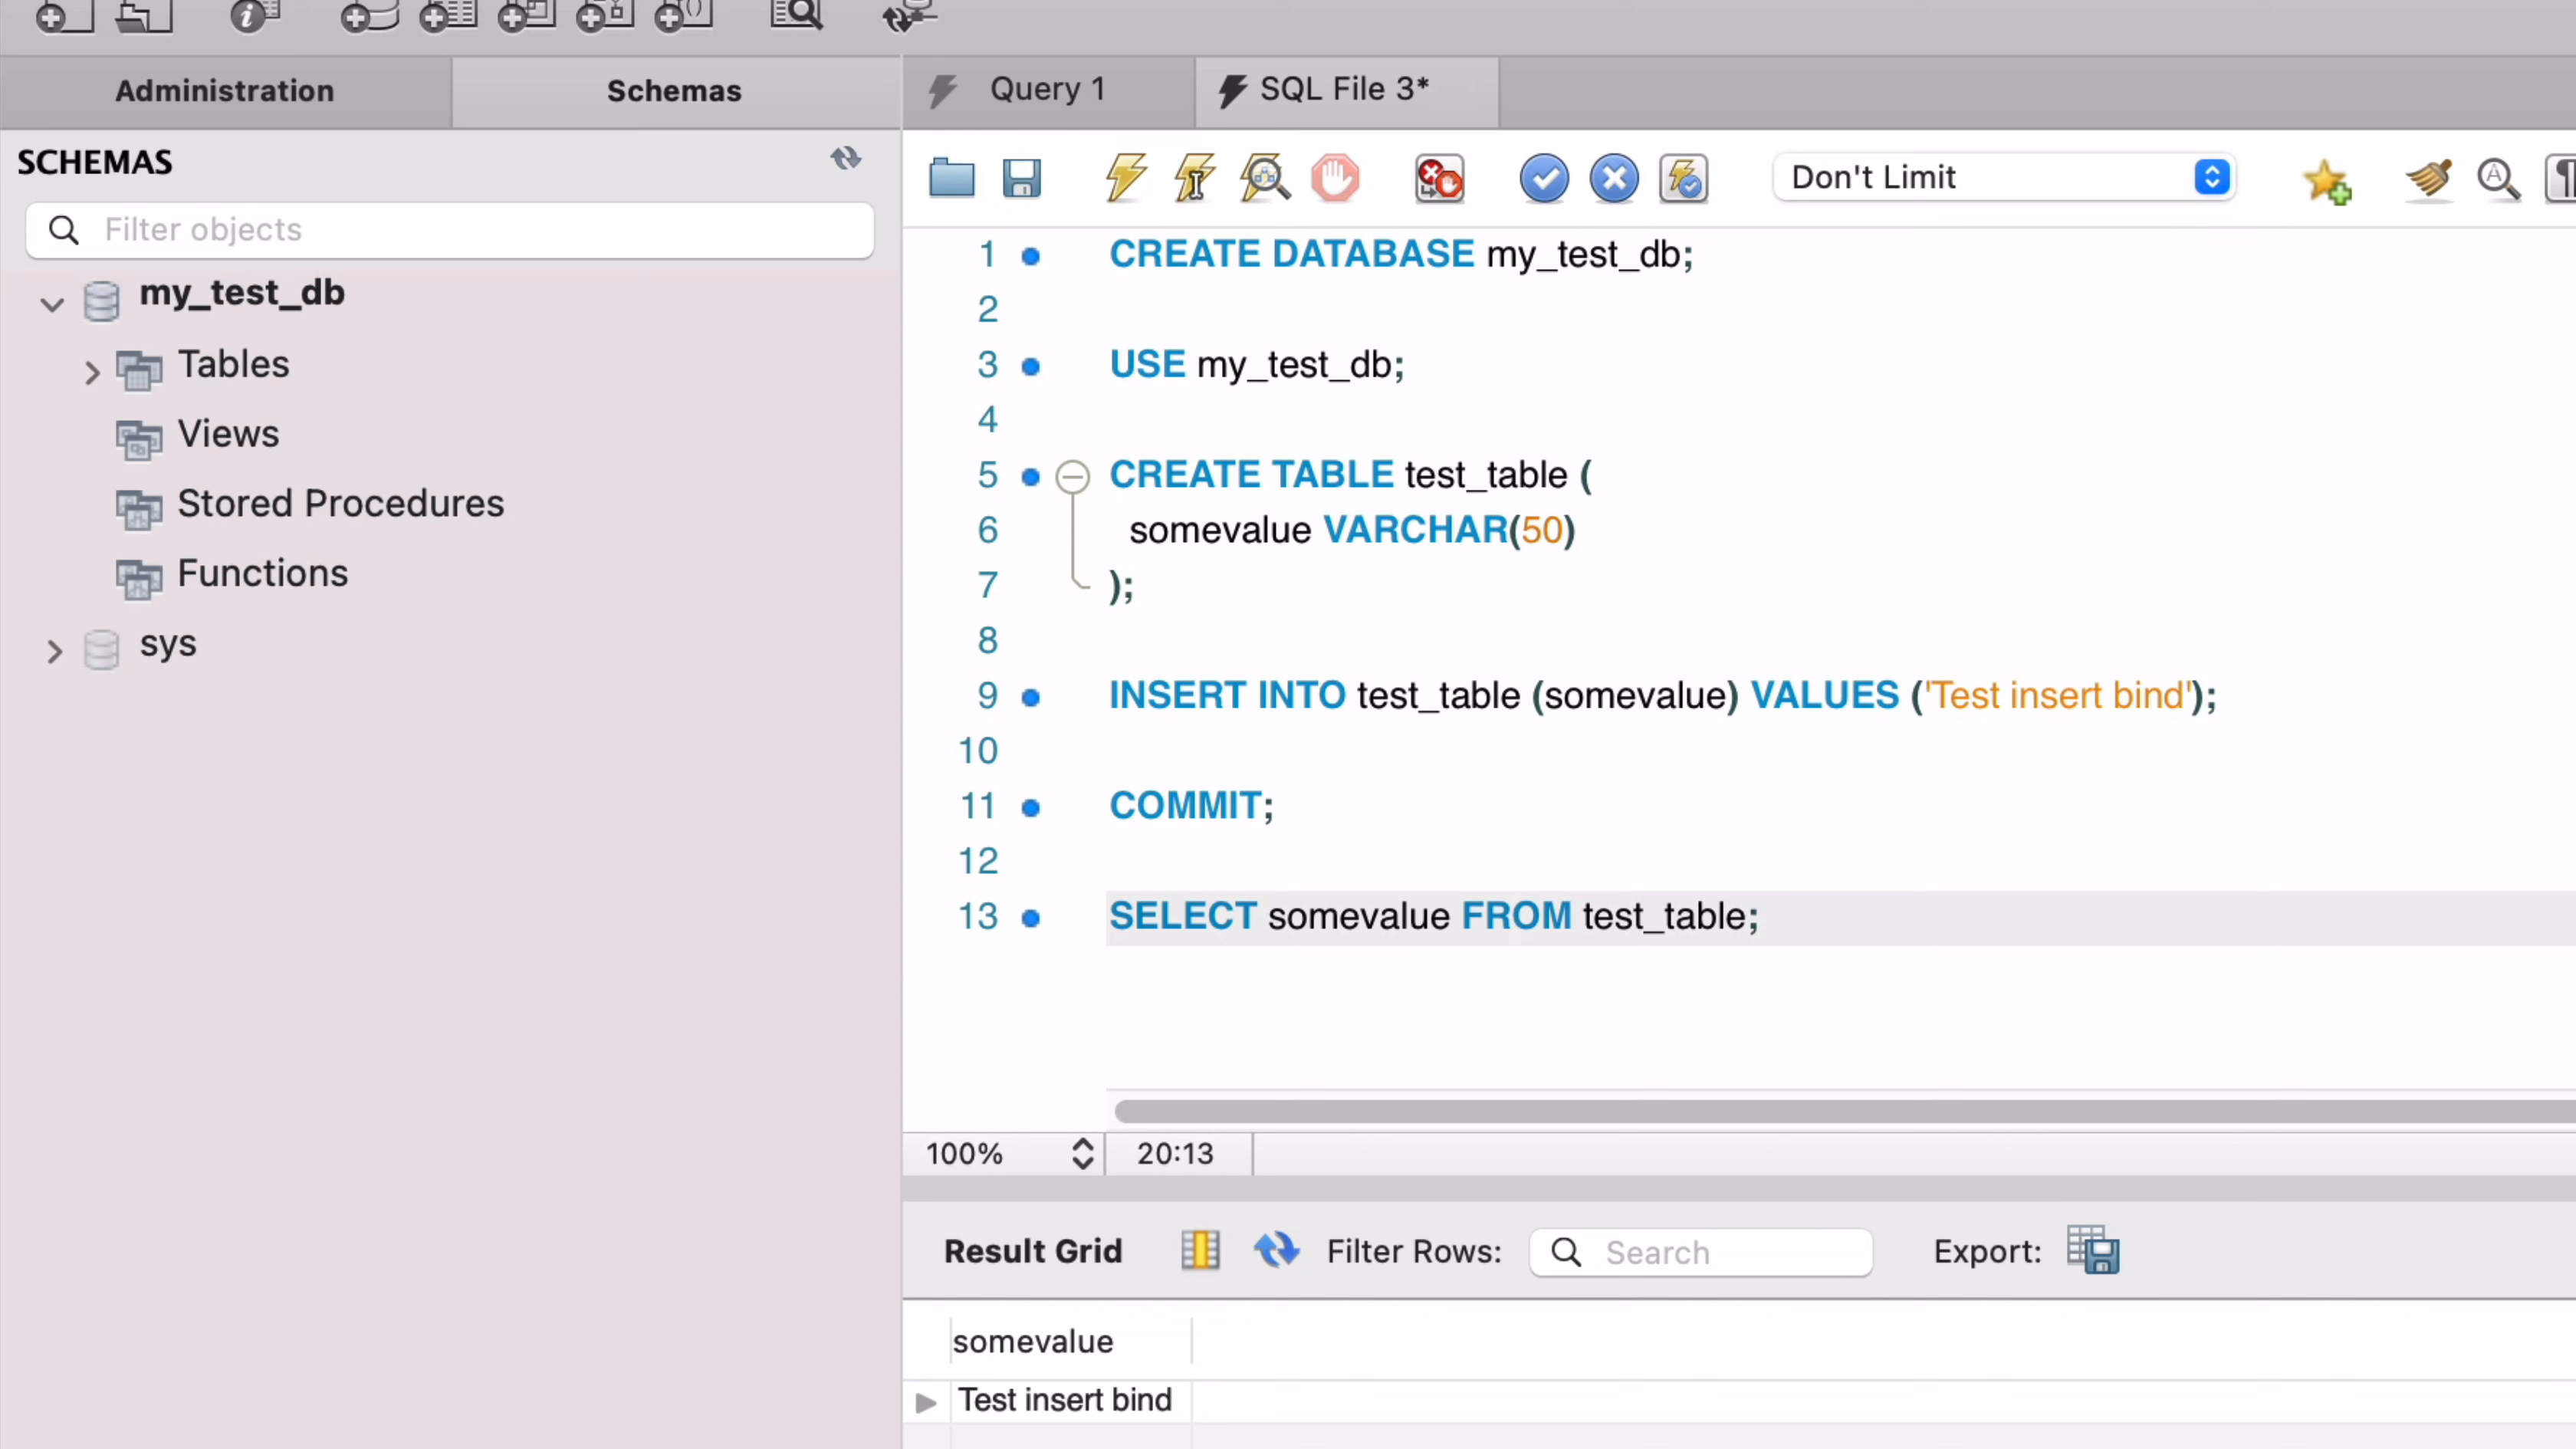 Administration
Schemas
Query 1
SQL File 3*
SCHEMAS
Don't Limit
Filter objects
my_test_db
Tables
Views
Stored Procedures
Functions
sys
1 CREATE DATABASE my_test_db;
2
3 USE my_test_db;
4
5 CREATE TABLE test_table (
6 somevalue VARCHAR(50)
7 );
8
9 INSERT INTO test_table (somevalue) VALUES ('Test insert bind');
10
11 COMMIT;
12
13 SELECT somevalue FROM test_table;
100%
20:13
Result Grid
Filter Rows:
Search
Export:
somevalue
Test insert bind